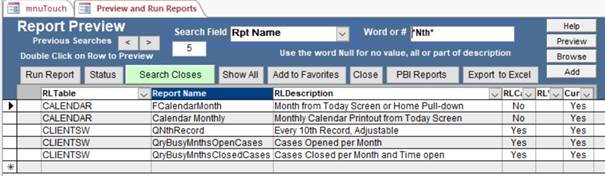 mnuTouch Preview and Run Reports
Report Preview
Search Field Rpt Name Word or # *Nth* Help
Previous Searches < > 5 Preview
Double Click on Row to Preview Use the word Null for no value, all or part of description Browse
Run Report Status Search Closes Show All Add to Favorites Close PBI Reports Export to Excel Add
RLTable Report Name RLDescription RLCa RL' Cur
CALENDAR FCalendarMonth Month from Today Screen or Home Pull-down No Yes
CALENDAR Calendar Monthly Monthly Calendar Printout from Today Screen No Yes
CLIENTSW QNthRecord Every 10th Record, Adjustable Yes Yes
CLIENTSW QryBusyMnthsOpenCases Cases Opened per Month Yes Yes
CLIENTSW QryBusyMnthsClosedCases Cases Closed per Month and Time open Yes Yes